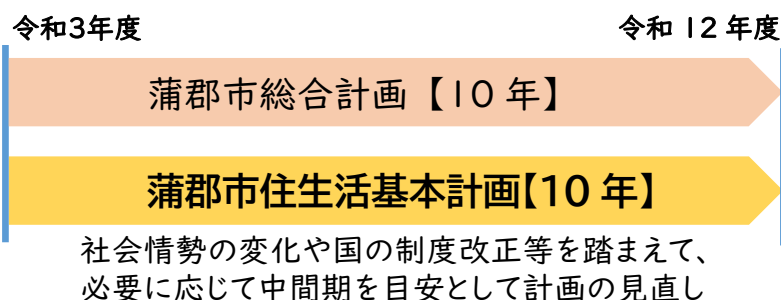 令和3年度 令和 12 年度
蒲郡市総合計画【10 年】
蒲郡市住生活基本計画【10 年】
社会情勢の変化や国の制度改正等を踏まえて、
必要に応じて中間期を目安として計画の見直し